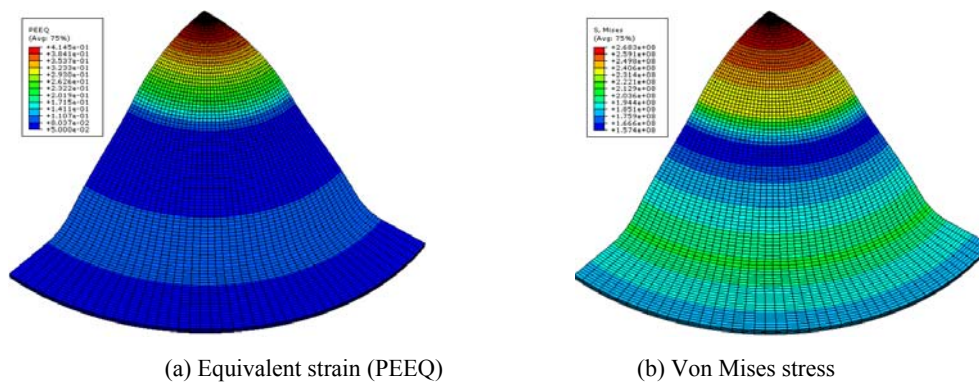 PEEQ
(Avg: 75%)
+4.145e-01
+3.841e-01
+3.537e-01
+3.233e-01
+2.930e-01
+2.626e-01
+2.322e-01
+2.019e-01
+1.715e-01
+1.411e-01
+1.107e-01
+8.037e-02
+5.000e-02
S, Mises
(Avg: 75%)
+2.683e+08
+2.591e+08
+2.498e+08
+2.406e+08
+2.314e+08
+2.221e+08
+2.129e+08
+2.036e+08
+1.944e+08
+1.851e+08
+1.759e+08
+1.666e+08
+1.574e+08
(a) Equivalent strain (PEEQ)
(b) Von Mises stress